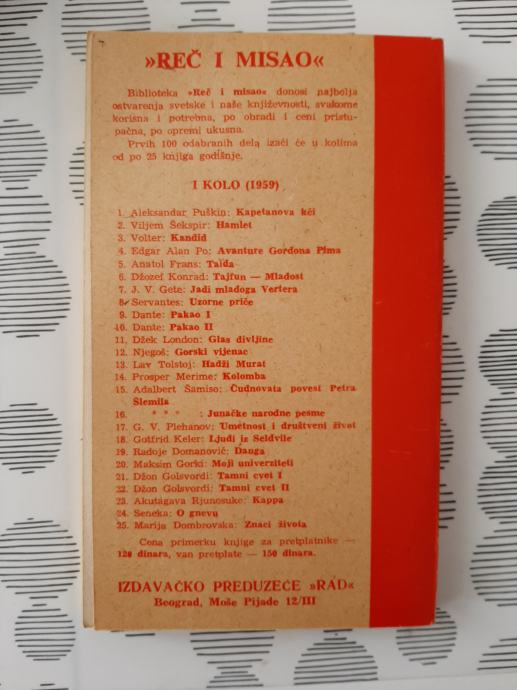 »REČ I MISAO«
Biblioteka »Reč i misao« donosi najbolja
ostvarenja svetske i naše književnosti, svakome
korisna i potrebna, po obradi i ceni pristu-
pačna, po opremi ukusna.
Prvih 100 odabranih dela izaći će u kolima
od po 25 knjiga godišnje.
I KOLO (1959)
1. Aleksandar Puškin: Kapetanova kći
2. Viljem Šekspir: Hamlet
3. Volter: Kandid
4. Edgar Alan Po: Avanture Gordona Pima
5. Anatol Frans: Taida
6. Džozef Konrad: Tajfun — Mladost
7. J. V. Gete: Jadi mladoga Vertera
8. Servantes: Uzorne priče
9. Dante: Pakao I
10. Dante: Pakao II
11. Džek London: Glas divljine
12. Njegoš: Gorski vijenac
13. Lav Tolstoj: Hadži Murat
14. Prosper Merime: Kolomba
15. Adalbert Šamiso: Čudnovata povest Petra
Šlemila
16. * * * : Junačke narodne pesme
17. G. V. Plehanov: Umetnost i društveni život
18. Gotfrid Keler: Ljudi iz Seldvile
19. Radoje Domanović: Danga
20. Maksim Gorki: Moji univerziteti
21. Džon Golsvordi: Tamni cvet I
22. Džon Golsvordi: Tamni cvet II
23. Akutagava Rjunosuke: Kappa
24. Seneka: O gnevu
25. Marija Dombrovska: Znaci života
Cena primerku knjige za pretplatnike —
120 dinara, van pretplate — 150 dinara.
IZDAVAČKO PREDUZEĆE »RAD«
Beograd, Moše Pijade 12/III